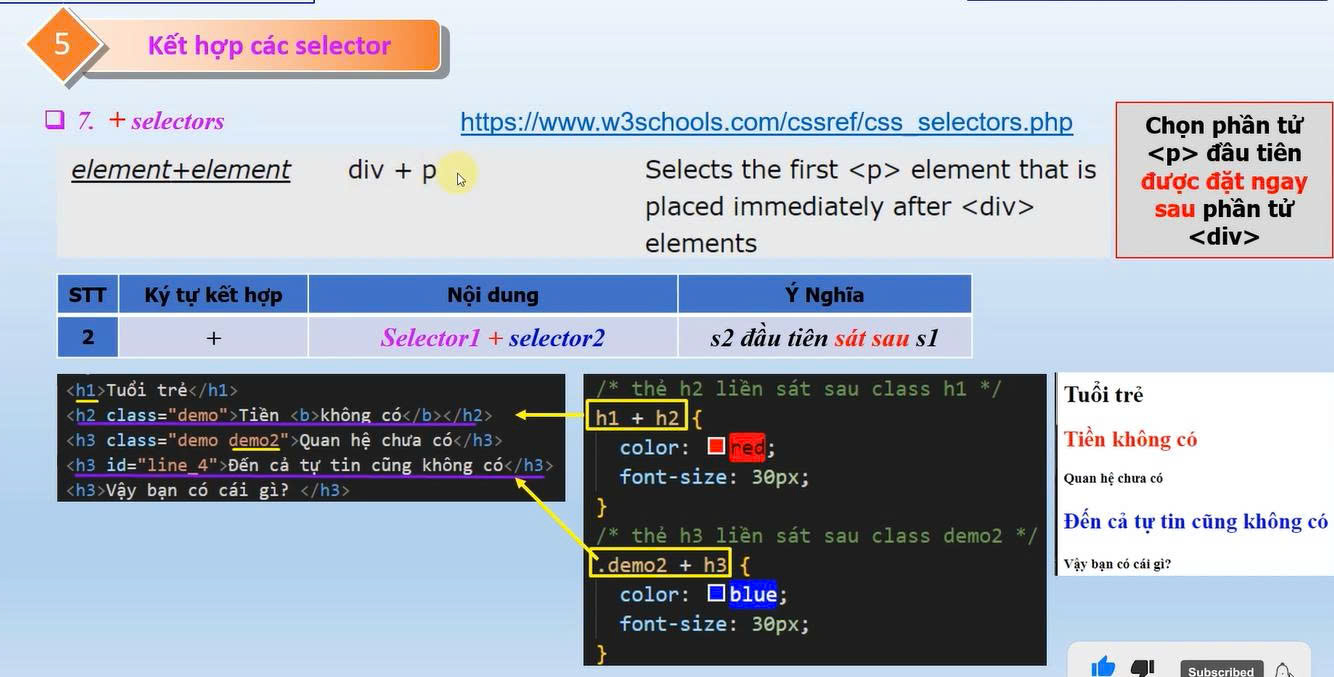 5
Kết hợp các selector
7. + selectors
https://www.w3schools.com/cssref/css_selectors.php
element+element div + p Selects the first <p> element that is
placed immediately after <div>
elements
Chọn phần tử
<p> đầu tiên
được đặt ngay
sau phần tử
<div>
STT Ký tự kết hợp Nội dung Ý Nghĩa
2 + Selector1 + selector2 s2 đầu tiên sát sau s1
<h1>Tuổi trẻ</h1>
<h2 class="demo">Tiền <b>không có</b></h2>
<h3 class="demo demo2">Quan hệ chưa có</h3>
<h3 id="line_4">Đến cả tự tin cũng không có</h3>
<h3>Vậy bạn có cái gì? </h3>
/* thẻ h2 liền sát sau class h1 */
h1 + h2 {
color: red;
font-size: 30px;
}
/* thẻ h3 liền sát sau class demo2 */
.demo2 + h3 {
color: blue;
font-size: 30px;
}
Tuổi trẻ
Tiền không có
Quan hệ chưa có
Đến cả tự tin cũng không có
Vậy bạn có cái gì?
Subscribed